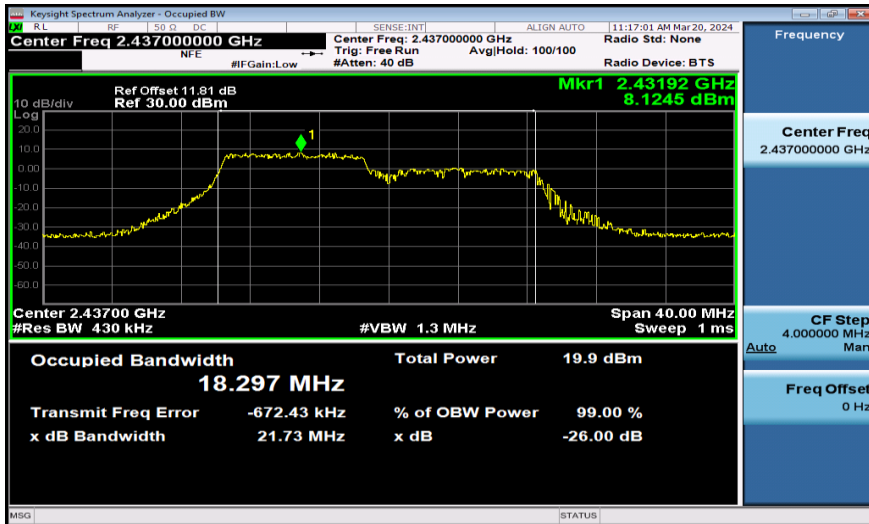 Keysight Spectrum Analyzer - Occupied BW
LXI RL RF 50 Ω DC SENSE:INT ALIGN AUTO 11:17:01 AM Mar 20, 2024
Center Freq 2.437000000 GHz
NFE
#IFGain:Low
Center Freq: 2.437000000 GHz
Trig: Free Run Avg|Hold: 100/100
#Atten: 40 dB
Radio Std: None
Radio Device: BTS
Ref Offset 11.81 dB
10 dB/div Ref 30.00 dBm
Mkr1 2.43192 GHz
8.1245 dBm
Log
20.0
10.0
0.00
-10.0
-20.0
-30.0
-40.0
-50.0
-60.0
1
Center 2.43700 GHz Span 40.00 MHz
#Res BW 430 kHz #VBW 1.3 MHz Sweep 1 ms
Occupied Bandwidth Total Power 19.9 dBm
18.297 MHz
Transmit Freq Error -672.43 kHz % of OBW Power 99.00 %
x dB Bandwidth 21.73 MHz x dB -26.00 dB
MSG STATUS
Frequency
Center Freq
2.437000000 GHz
CF Step
4.000000 MHz
Auto Man
Freq Offset
0 Hz